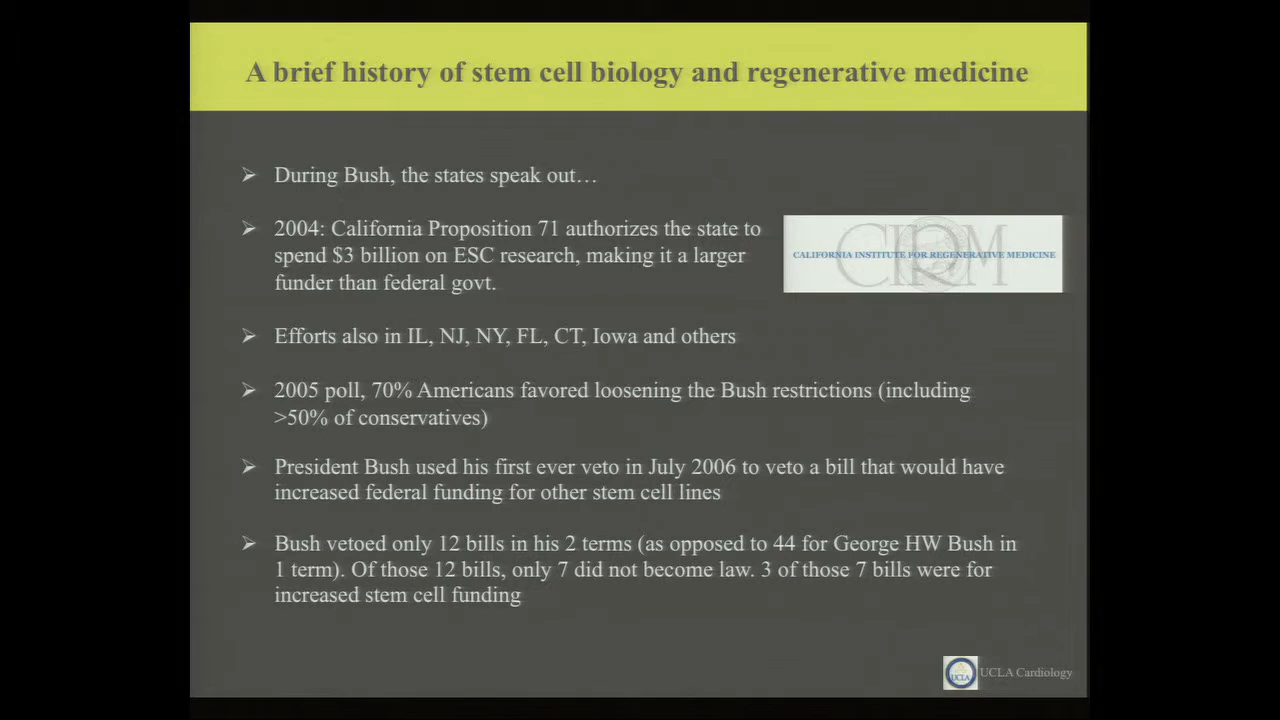 A brief history of stem cell biology and regenerative medicine
➢ During Bush, the states speak out…
➢ 2004: California Proposition 71 authorizes the state to
spend $3 billion on ESC research, making it a larger
funder than federal govt.
CIRM
CALIFORNIA INSTITUTE FOR REGENERATIVE MEDICINE
➢ Efforts also in IL, NJ, NY, FL, CT, Iowa and others
➢ 2005 poll, 70% Americans favored loosening the Bush restrictions (including
>50% of conservatives)
➢ President Bush used his first ever veto in July 2006 to veto a bill that would have
increased federal funding for other stem cell lines
➢ Bush vetoed only 12 bills in his 2 terms (as opposed to 44 for George HW Bush in
1 term). Of those 12 bills, only 7 did not become law. 3 of those 7 bills were for
increased stem cell funding
UCLA
UCLA Cardiology